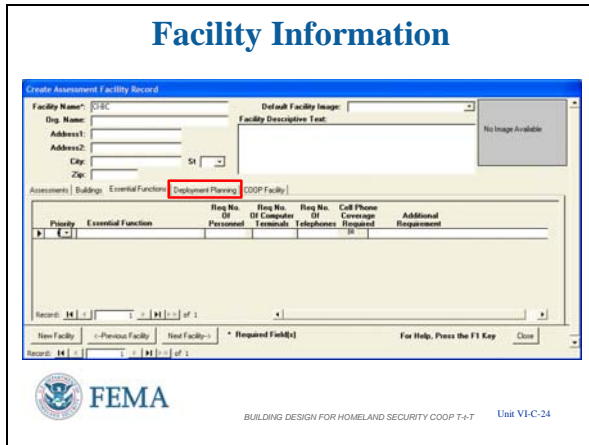 Facility Information
Create Assessment Facility Record
Facility Name*: CHIC
Default Facility Image:
Org. Name:
Facility Descriptive Text:
No Image Available
Address1:
Address2:
City: St
Zip:
Assessments Buildings Essential Functions Deployment Planning COOP Facility
Priority Essential Function Req No. Of Personnel Req No. Of Computer Terminals Req No. Of Telephones Cell Phone Coverage Required Additional Requirement
Record: 1 of 1
New Facility <-Previous Facility Next Facility-> * Required Field[s] For Help, Press the F1 Key Close
Record: 1 of 1
FEMA
BUILDING DESIGN FOR HOMELAND SECURITY COOP T-t-T Unit VI-C-24